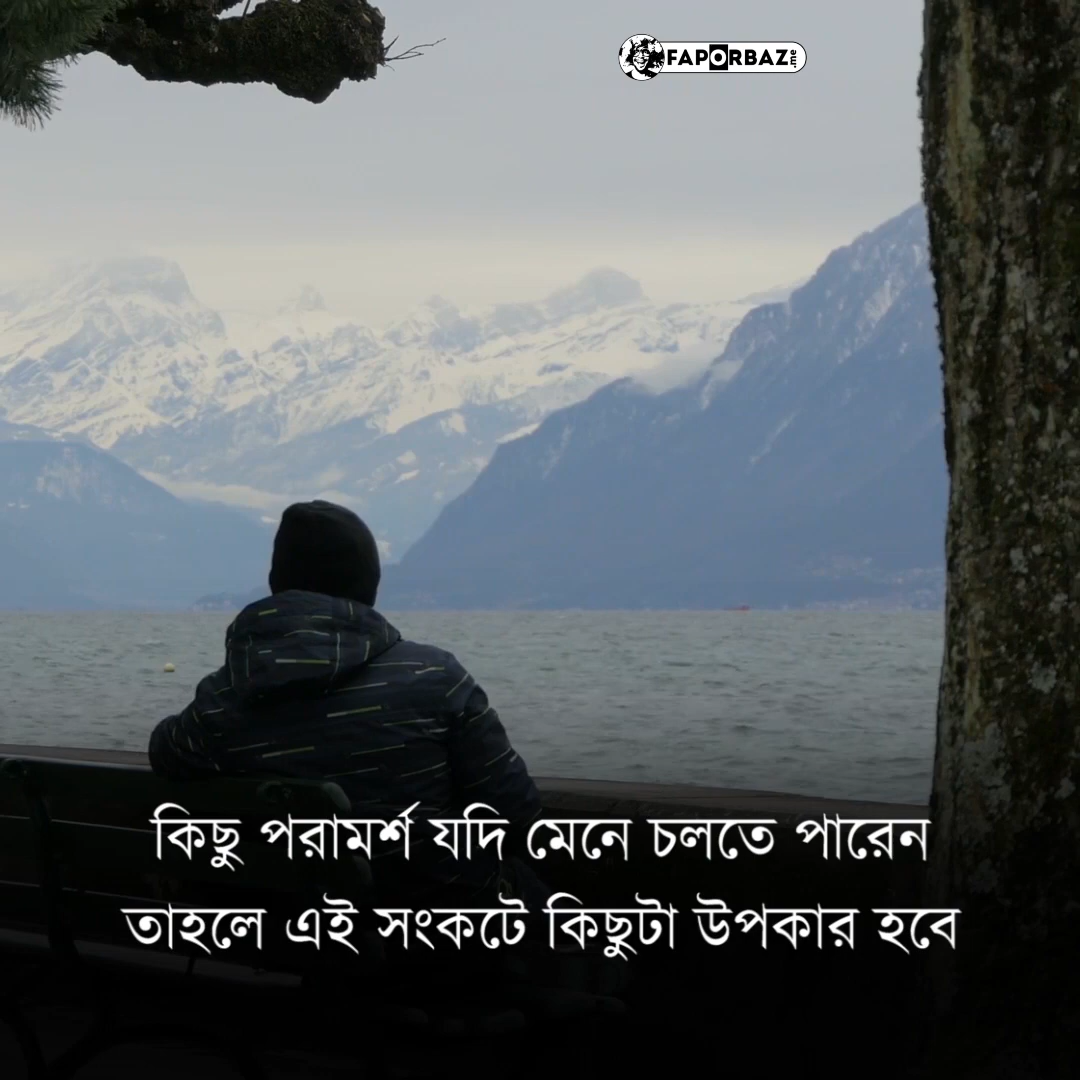 FAPORBAZ.me
কিছু পরামর্শ যদি মেনে চলতে পারেন
তাহলে এই সংকটে কিছুটা উপকার হবে